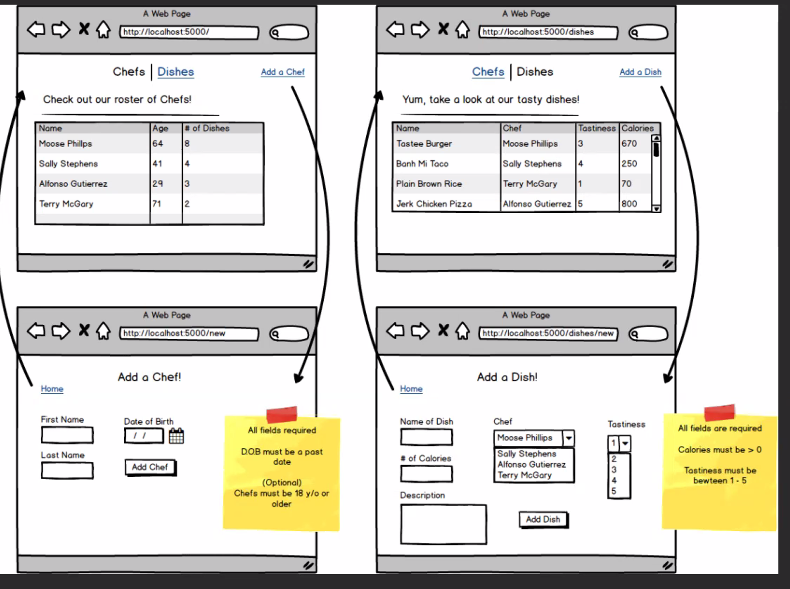 A Web Page
http://localhost:5000/
Chefs | Dishes
Add a Chef
Check out our roster of Chefs!
Name Age # of Dishes
Moose Phillps 64 8
Sally Stephens 41 4
Alfonso Gutierrez 29 3
Terry McGary 71 2
A Web Page
http://localhost:5000/dishes
Chefs | Dishes
Add a Dish
Yum, take a look at our tasty dishes!
Name Chef Tastiness Calories
Tastee Burger Moose Phillips 3 670
Banh Mi Taco Sally Stephens 4 250
Plain Brown Rice Terry McGary 1 70
Jerk Chicken Pizza Alfonso Gutierrez 5 800
A Web Page
http://localhost:5000/new
Add a Chef!
Home
First Name
Date of Birth
/ /
Last Name
Add Chef
All fields required
DOB must be a past
date
(Optional)
Chefs must be 18 y/o or
older
A Web Page
http://localhost:5000/dishes/new
Add a Dish!
Home
Name of Dish
Chef
Moose Phillips
Sally Stephens
Alfonso Gutierrez
Terry McGary
Tastiness
1
2
3
4
5
# of Calories
Description
Add Dish
All fields are required
Calories must be > 0
Tastiness must be
bewteen 1 - 5